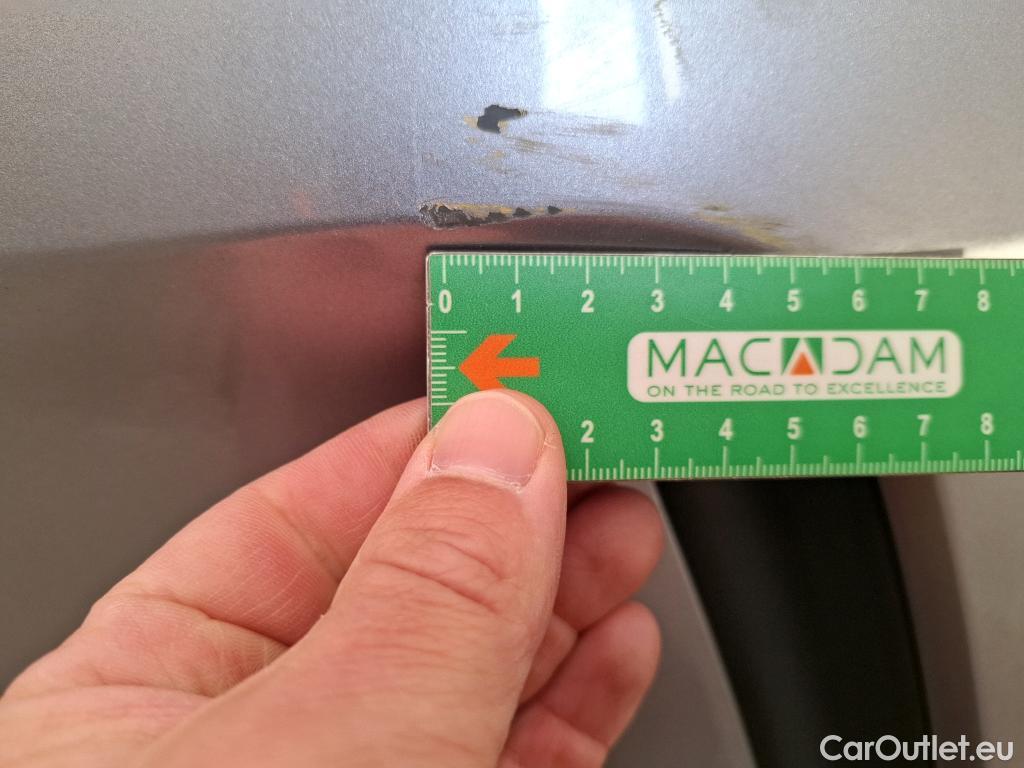 0 1 2 3 4 5 6 7 8
MACADAM
ON THE ROAD TO EXCELLENCE
2 3 4 5 6 7 8
CarOutlet.eu